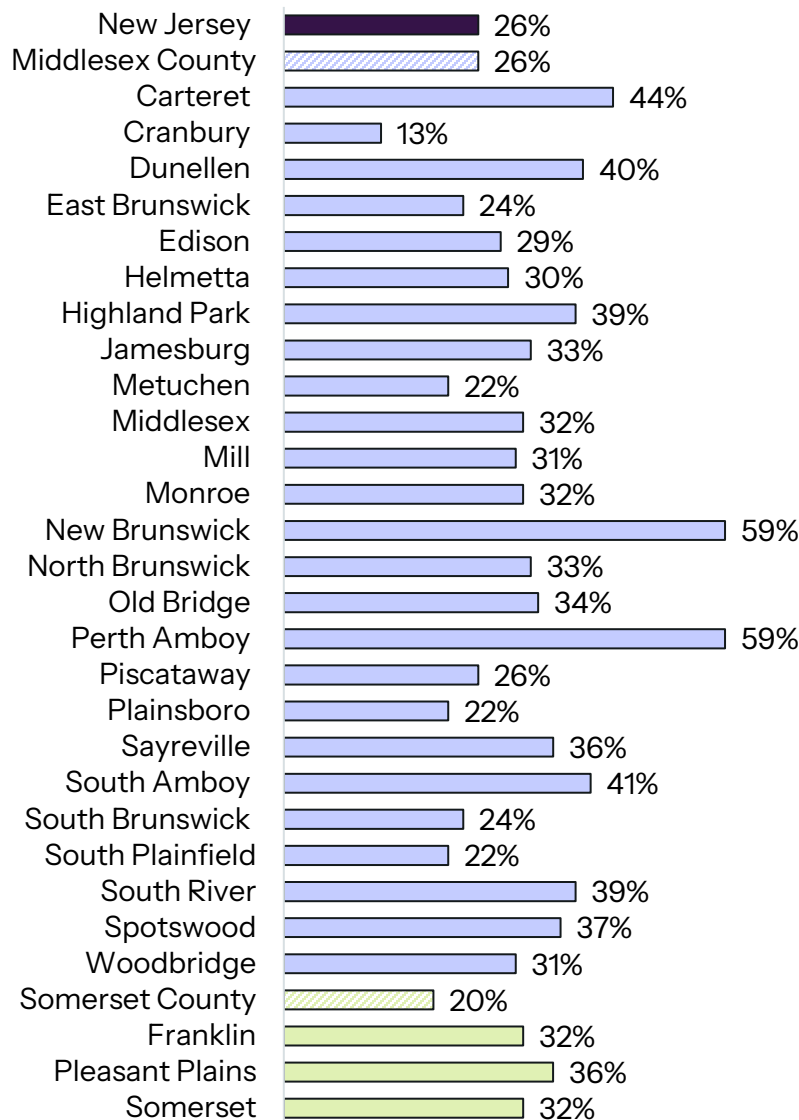 New Jersey 26%
Middlesex County 26%
Carteret 44%
Cranbury 13%
Dunellen 40%
East Brunswick 24%
Edison 29%
Helmetta 30%
Highland Park 39%
Jamesburg 33%
Metuchen 22%
Middlesex 32%
Mill 31%
Monroe 32%
New Brunswick 59%
North Brunswick 33%
Old Bridge 34%
Perth Amboy 59%
Piscataway 26%
Plainsboro 22%
Sayreville 36%
South Amboy 41%
South Brunswick 24%
South Plainfield 22%
South River 39%
Spotswood 37%
Woodbridge 31%
Somerset County 20%
Franklin 32%
Pleasant Plains 36%
Somerset 32%